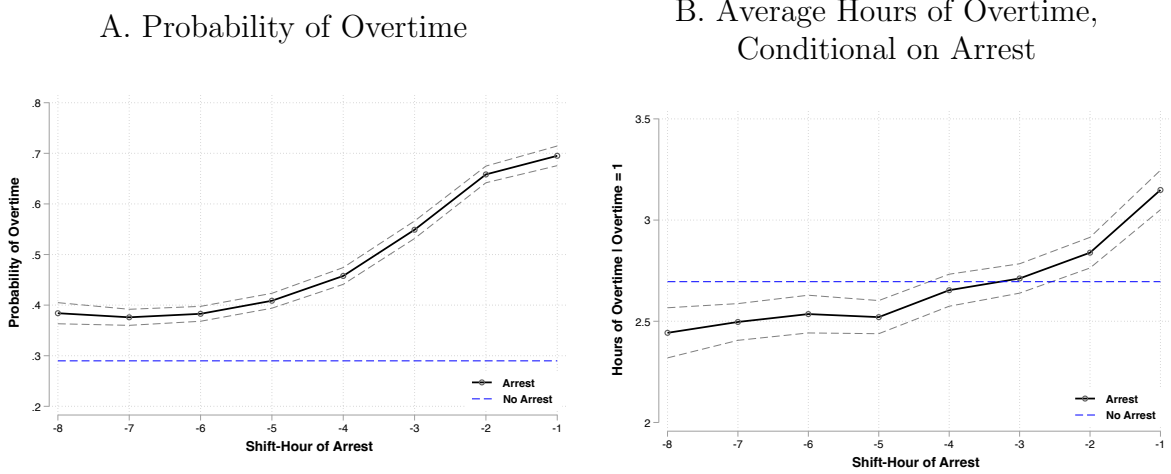 A. Probability of Overtime
.8
.7
.6
.5
.4
.3
.2
Probability of Overtime
Arrest
No Arrest
-8 -7 -6 -5 -4 -3 -2 -1
Shift-Hour of Arrest
B. Average Hours of Overtime,
Conditional on Arrest
3.5
3
2.5
2
Hours of Overtime | Overtime = 1
Arrest
No Arrest
-8 -7 -6 -5 -4 -3 -2 -1
Shift-Hour of Arrest